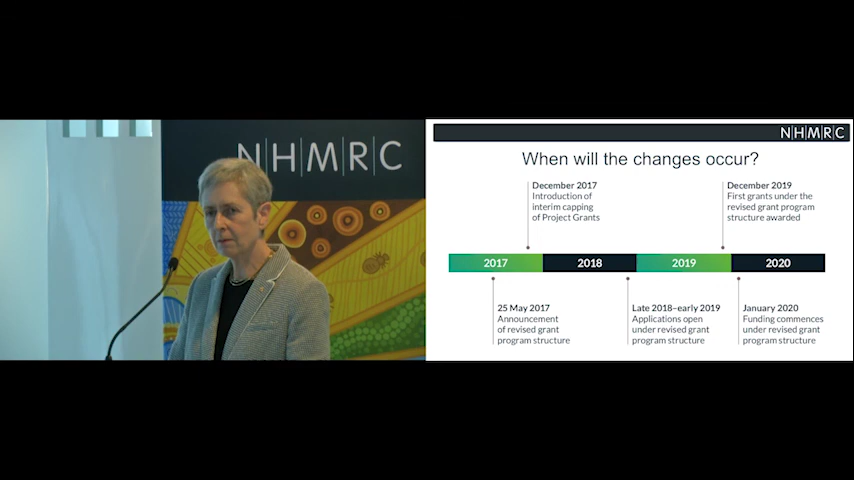 N|H|M|R|C
N|H|M|R|C
When will the changes occur?
December 2017
Introduction of
interim capping
of Project Grants
December 2019
First grants under the
revised grant program
structure awarded
2017
2018
2019
2020
25 May 2017
Announcement
of revised grant
program structure
Late 2018–early 2019
Applications open
under revised grant
program structure
January 2020
Funding commences
under revised grant
program structure